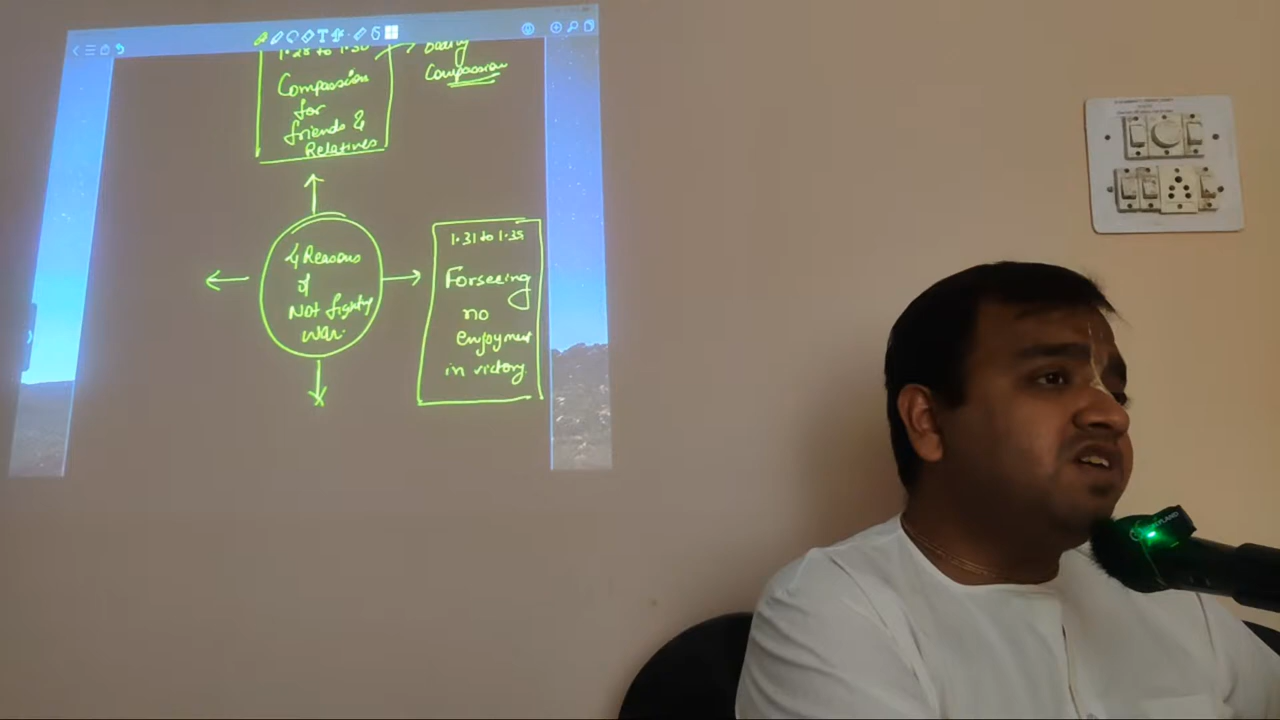 1.28 to 1.30
Compassion
for
friends &
Relatives
Compassion
4 Reasons
of
Not fighty
war.
1.31 to 1.35
Forseeing
no
enjoyment
in victory.